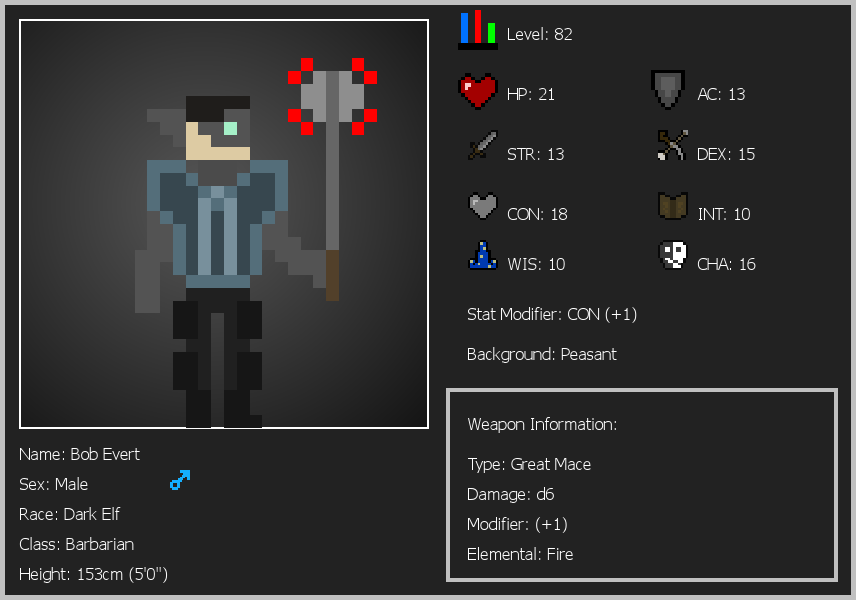 Level: 82
HP: 21
AC: 13
STR: 13
DEX: 15
CON: 18
INT: 10
WIS: 10
CHA: 16
Stat Modifier: CON (+1)
Background: Peasant
Weapon Information:
Type: Great Mace
Damage: d6
Modifier: (+1)
Elemental: Fire
Name: Bob Evert
Sex: Male
Race: Dark Elf
Class: Barbarian
Height: 153cm (5'0")